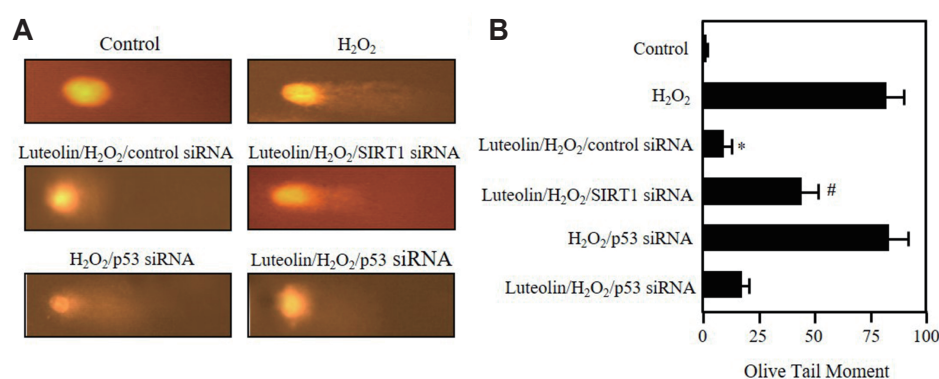 A
Control
H₂O₂
Luteolin/H₂O₂/control siRNA
Luteolin/H₂O₂/SIRT1 siRNA
H₂O₂/p53 siRNA
Luteolin/H₂O₂/p53 siRNA
B
Control
H₂O₂
Luteolin/H₂O₂/control siRNA
*
Luteolin/H₂O₂/SIRT1 siRNA
#
H₂O₂/p53 siRNA
Luteolin/H₂O₂/p53 siRNA
0 25 50 75 100
Olive Tail Moment